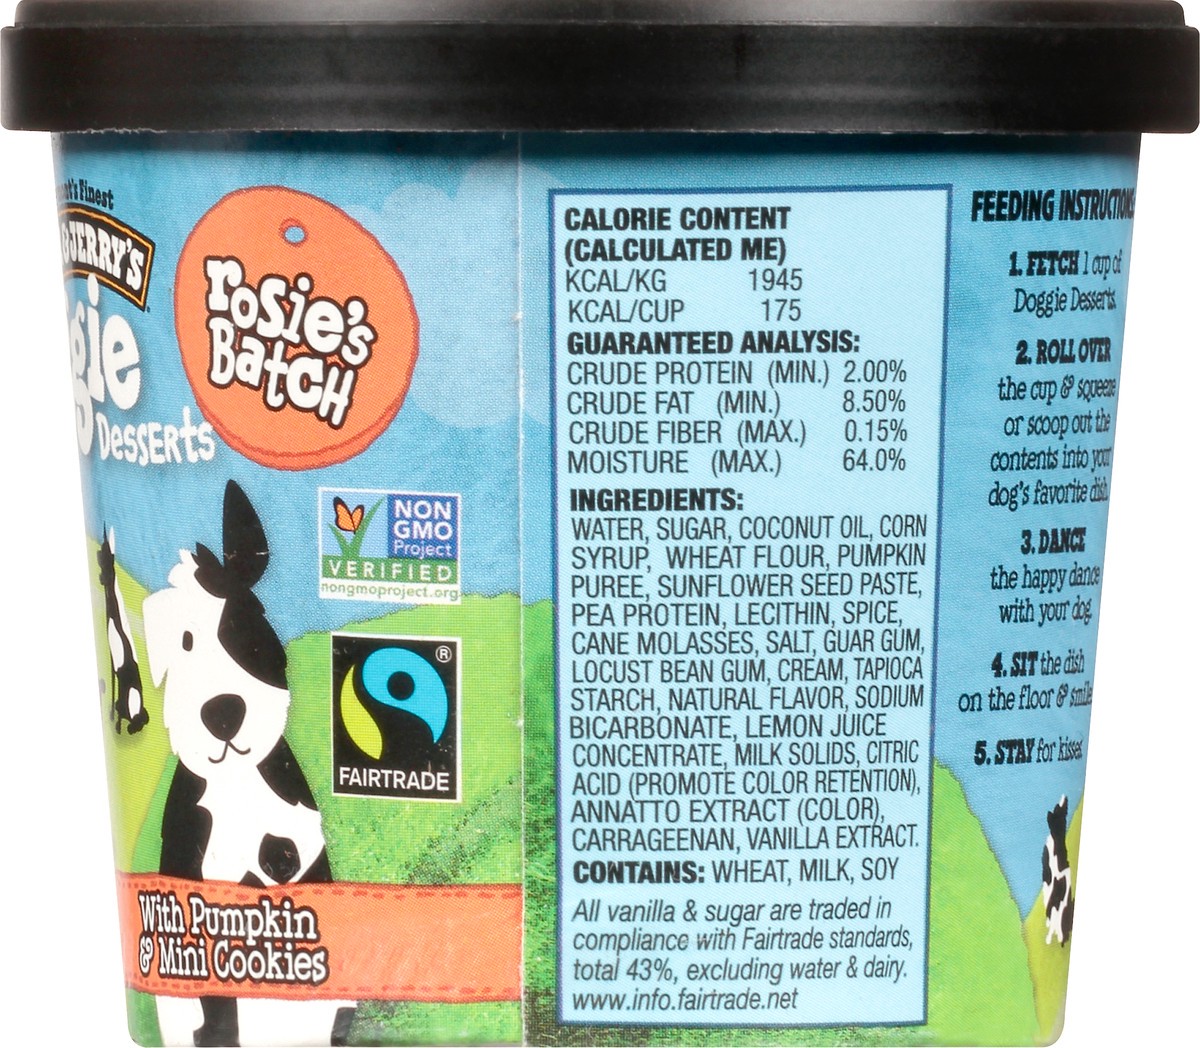 Finest
JERRY'S
gie
Desserts
rosie's
Batch
NON
GMO
Project
VERIFIED
nongmoproject.org
®
FAIRTRADE
With Pumpkin
& Mini Cookies
CALORIE CONTENT
(CALCULATED ME)
KCAL/KG 1945
KCAL/CUP 175
GUARANTEED ANALYSIS:
CRUDE PROTEIN (MIN.) 2.00%
CRUDE FAT (MIN.) 8.50%
CRUDE FIBER (MAX.) 0.15%
MOISTURE (MAX.) 64.0%
INGREDIENTS:
WATER, SUGAR, COCONUT OIL, CORN
SYRUP, WHEAT FLOUR, PUMPKIN
PUREE, SUNFLOWER SEED PASTE,
PEA PROTEIN, LECITHIN, SPICE,
CANE MOLASSES, SALT, GUAR GUM,
LOCUST BEAN GUM, CREAM, TAPIOCA
STARCH, NATURAL FLAVOR, SODIUM
BICARBONATE, LEMON JUICE
CONCENTRATE, MILK SOLIDS, CITRIC
ACID (PROMOTE COLOR RETENTION),
ANNATTO EXTRACT (COLOR),
CARRAGEENAN, VANILLA EXTRACT.
CONTAINS: WHEAT, MILK, SOY
All vanilla & sugar are traded in
compliance with Fairtrade standards,
total 43%, excluding water & dairy.
www.info.fairtrade.net
FEEDING INSTRUCTIONS
1. FETCH 1 cup of
Doggie Desserts.
2. ROLL OVER
the cup & squeeze
or scoop out the
contents into your
dog's favorite dish.
3. DANCE
the happy dance
with your dog.
4. SIT the dish
on the floor & smile
5. STAY for kisses.